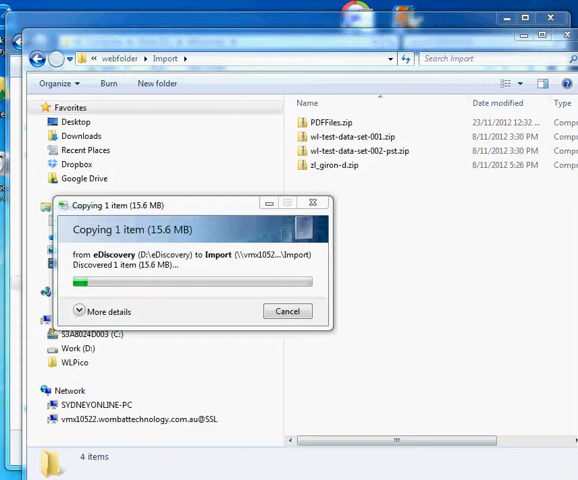 webfolder ▸ Import ▸
Search Import
Organize ▾ Burn New folder
Favorites
Desktop
Downloads
Recent Places
Dropbox
Google Drive
Name Date modified Type
PDFFiles.zip 23/11/2012 12:32 ... Compr
wl-test-data-set-001.zip 8/11/2012 3:30 PM Compr
wl-test-data-set-002-pst.zip 8/11/2012 3:30 PM Compr
zl_giron-d.zip 8/11/2012 5:26 PM Compr
Copying 1 item (15.6 MB)
Copying 1 item (15.6 MB)
from eDiscovery (D:\eDiscovery) to Import (\\vmx1052...\Import)
Discovered 1 item (15.6 MB)...
More details
Cancel
S3A8024D003 (C:)
Work (D:)
WLPico
Network
SYDNEYONLINE-PC
vmx10522.wombattechnology.com.au@SSL
4 items